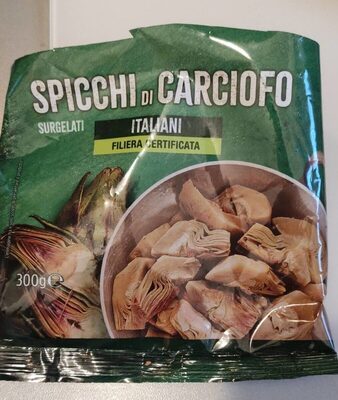 SPICCHI DI CARCIOFO
SURGELATI
ITALIANI
FILIERA CERTIFICATA
300g℮